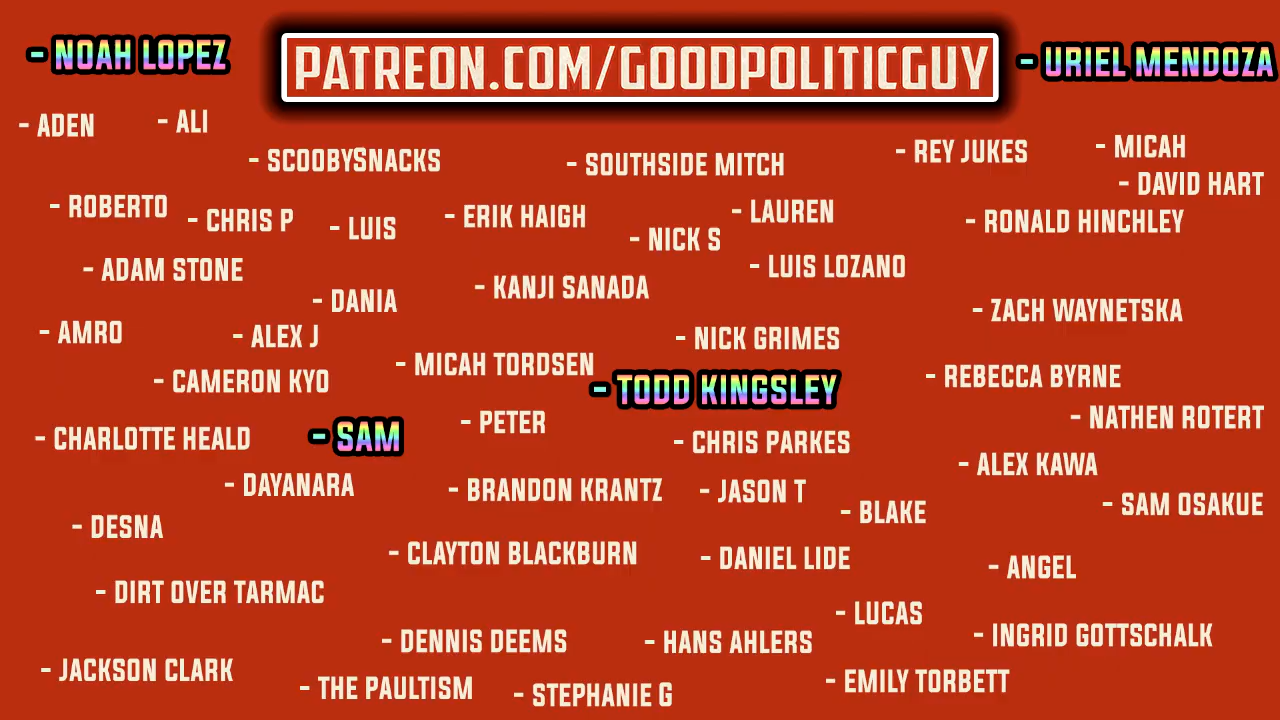 - NOAH LOPEZ
PATREON.COM/GOODPOLITICGUY
- URIEL MENDOZA
- ADEN
- ALI
- SCOOBYSNACKS
- SOUTHSIDE MITCH
- REY JUKES
- MICAH
- DAVID HART
- ROBERTO
- CHRIS P
- LUIS
- ERIK HAIGH
- NICK S
- LAUREN
- RONALD HINCHLEY
- ADAM STONE
- DANIA
- KANJI SANADA
- LUIS LOZANO
- ZACH WAYNETSKA
- AMRO
- ALEX J
- NICK GRIMES
- MICAH TORDSEN
- CAMERON KYO
- TODD KINGSLEY
- REBECCA BYRNE
- NATHEN ROTERT
- PETER
- CHARLOTTE HEALD
- SAM
- CHRIS PARKES
- ALEX KAWA
- DAYANARA
- BRANDON KRANTZ
- JASON T
- BLAKE
- SAM OSAKUE
- DESNA
- CLAYTON BLACKBURN
- DANIEL LIDE
- ANGEL
- DIRT OVER TARMAC
- LUCAS
- DENNIS DEEMS
- HANS AHLERS
- INGRID GOTTSCHALK
- JACKSON CLARK
- THE PAULTISM
- STEPHANIE G
- EMILY TORBETT